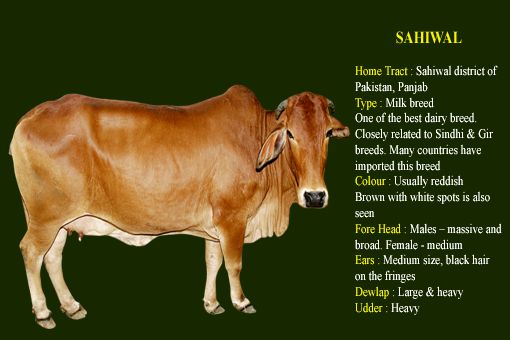 SAHIWAL
Home Tract : Sahiwal district of
Pakistan, Panjab
Type : Milk breed
One of the best dairy breed.
Closely related to Sindhi & Gir
breeds. Many countries have
imported this breed
Colour : Usually reddish
Brown with white spots is also
seen
Fore Head : Males – massive and
broad. Female - medium
Ears : Medium size, black hair
on the fringes
Dewlap : Large & heavy
Udder : Heavy